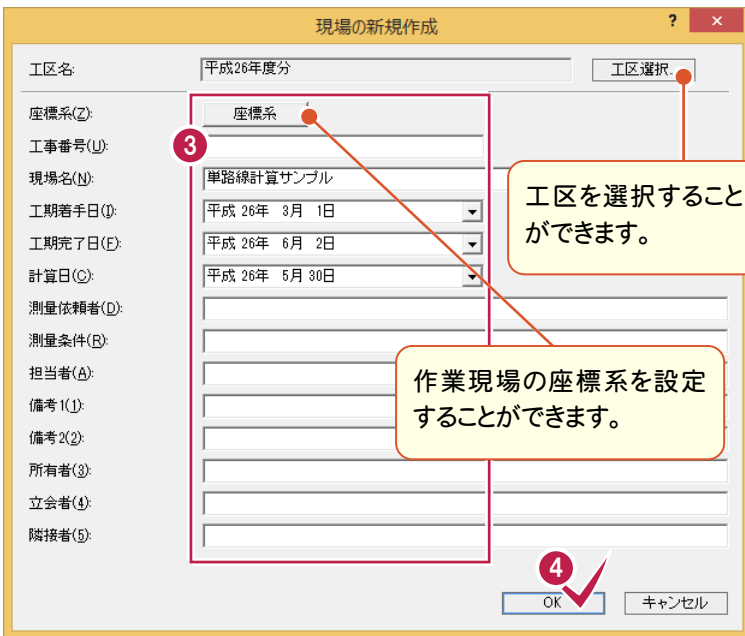 現場の新規作成 ? ×
工区名: 平成26年度分 工区選択...
座標系(Z): 座標系
3
工事番号(U):
現場名(N): 単路線計算サンプル
工期着手日(I): 平成 26年 3月 1日
工区を選択すること
ができます。
工期完了日(F): 平成 26年 6月 2日
計算日(C): 平成 26年 5月 30日
測量依頼者(D):
測量条件(R):
担当者(A):
作業現場の座標系を設定
することができます。
備考1(1):
備考2(2):
所有者(3):
立会者(4):
隣接者(5):
4
OK キャンセル